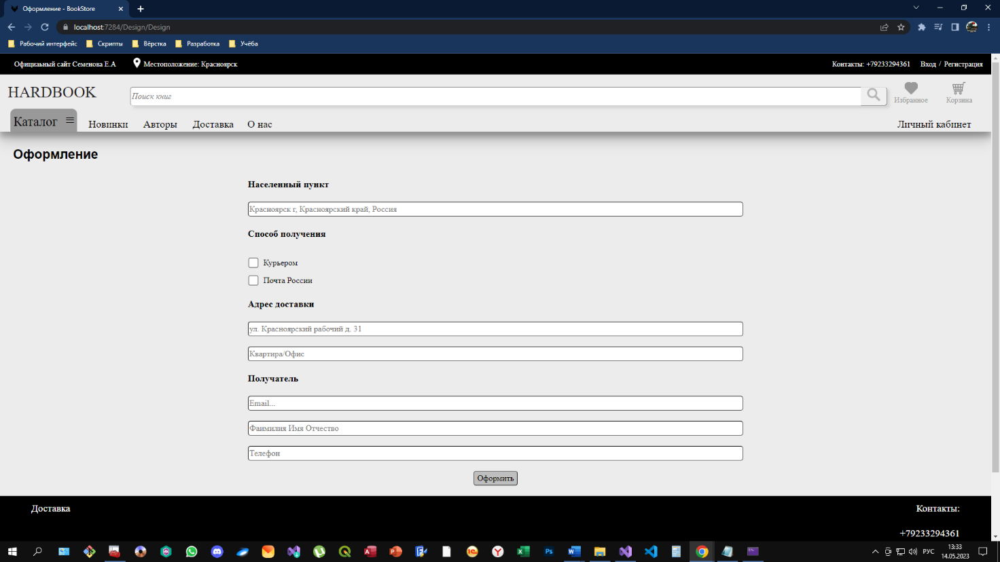 Оформление - BookStore
localhost:7284/Design/Design
Рабочий интерфейс Скрипты Вёрстка Разработка Учёба
Официаьный сайт Семенова Е.А Местоположение: Красноярск Контакты: +79233294361 Вход / Регистрация
HARDBOOK Поиск книг Избранное Корзина
Каталог Новинки Авторы Доставка О нас Личный кабинет
Оформление
Населенный пункт
Красноярск г, Красноярский край, Россия
Способ получения
Курьером
Почта России
Адрес доставки
ул. Красноярский рабочий д. 31
Квартира/Офис
Получатель
Email...
Фаимилия Имя Отчество
Телефон
Оформить
Доставка Контакты:
+79233294361
РУС 13:33
14.05.2023